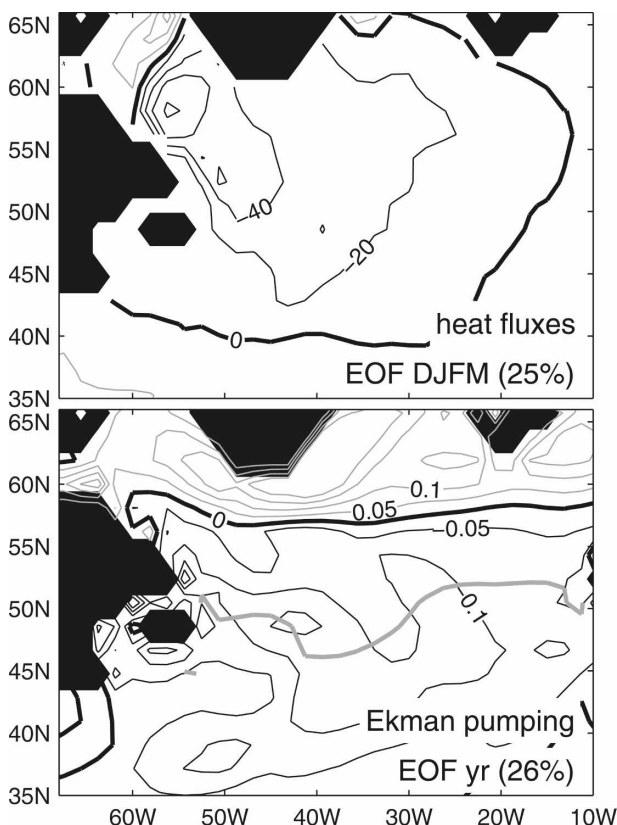 65N
60N
55N
50N
45N
40N
35N
−40
−20
0
heat fluxes
EOF DJFM (25%)
65N
60N
55N
50N
45N
40N
35N
0.1
0.05
0
−0.05
0.1
Ekman pumping
EOF yr (26%)
60W 50W 40W 30W 20W 10W